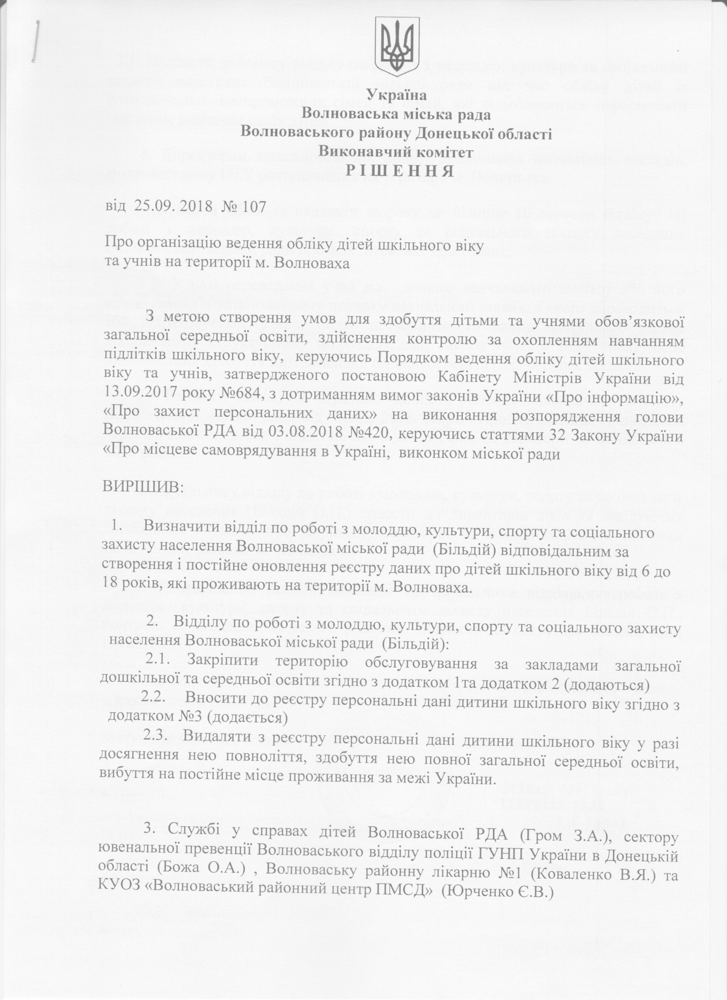 Україна
Волноваська міська рада
Волноваського району Донецької області
Виконавчий комітет
Р І Ш Е Н Н Я
від 25.09. 2018 № 107
Про організацію ведення обліку дітей шкільного віку
та учнів на території м. Волноваха
З метою створення умов для здобуття дітьми та учнями обов’язкової
загальної середньої освіти, здійснення контролю за охопленням навчанням
підлітків шкільного віку, керуючись Порядком ведення обліку дітей шкільного
віку та учнів, затвердженого постановою Кабінету Міністрів України від
13.09.2017 року №684, з дотриманням вимог законів України «Про інформацію»,
«Про захист персональних даних» на виконання розпорядження голови
Волноваської РДА від 03.08.2018 №420, керуючись статтями 32 Закону України
«Про місцеве самоврядування в Україні, виконком міської ради
ВИРІШИВ:
1. Визначити відділ по роботі з молоддю, культури, спорту та соціального
захисту населення Волноваської міської ради (Більдій) відповідальним за
створення і постійне оновлення реєстру даних про дітей шкільного віку від 6 до
18 років, які проживають на території м. Волноваха.
2. Відділу по роботі з молоддю, культури, спорту та соціального захисту
населення Волноваської міської ради (Більдій):
2.1. Закріпити територію обслуговування за закладами загальної
дошкільної та середньої освіти згідно з додатком 1та додатком 2 (додаються)
2.2. Вносити до реєстру персональні дані дитини шкільного віку згідно з
додатком №3 (додається)
2.3. Видаляти з реєстру персональні дані дитини шкільного віку у разі
досягнення нею повноліття, здобуття нею повної загальної середньої освіти,
вибуття на постійне місце проживання за межі України.
3. Службі у справах дітей Волноваської РДА (Гром З.А.), сектору
ювенальної превенції Волноваського відділу поліції ГУНП України в Донецькій
області (Божа О.А.) , Волноваську районну лікарню №1 (Коваленко В.Я.) та
КУОЗ «Волноваський районний центр ПМСД» (Юрченко Є.В.)